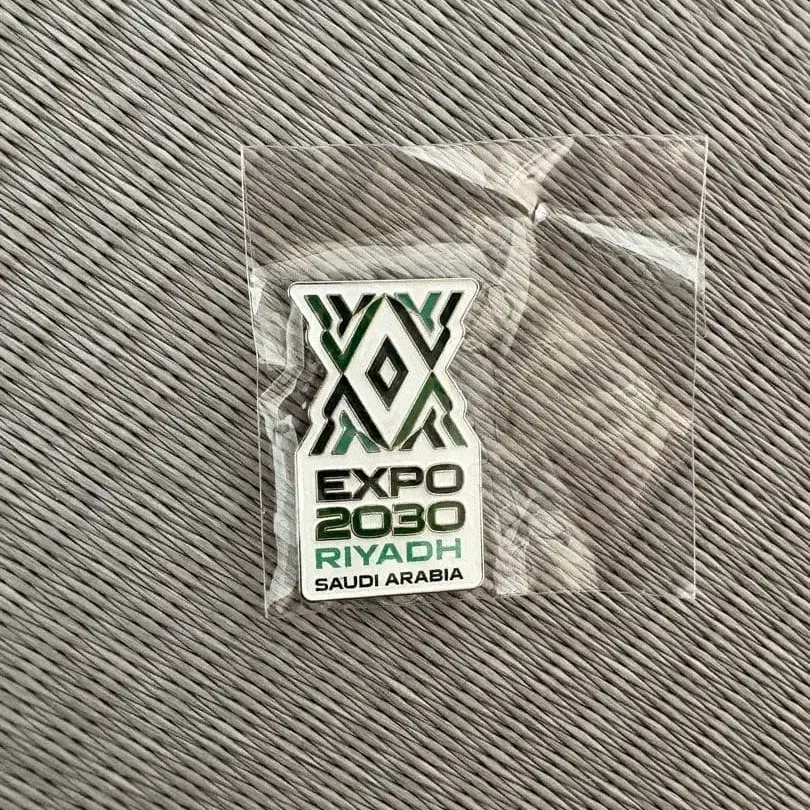 EXPO
2030
RIYADH
SAUDI ARABIA